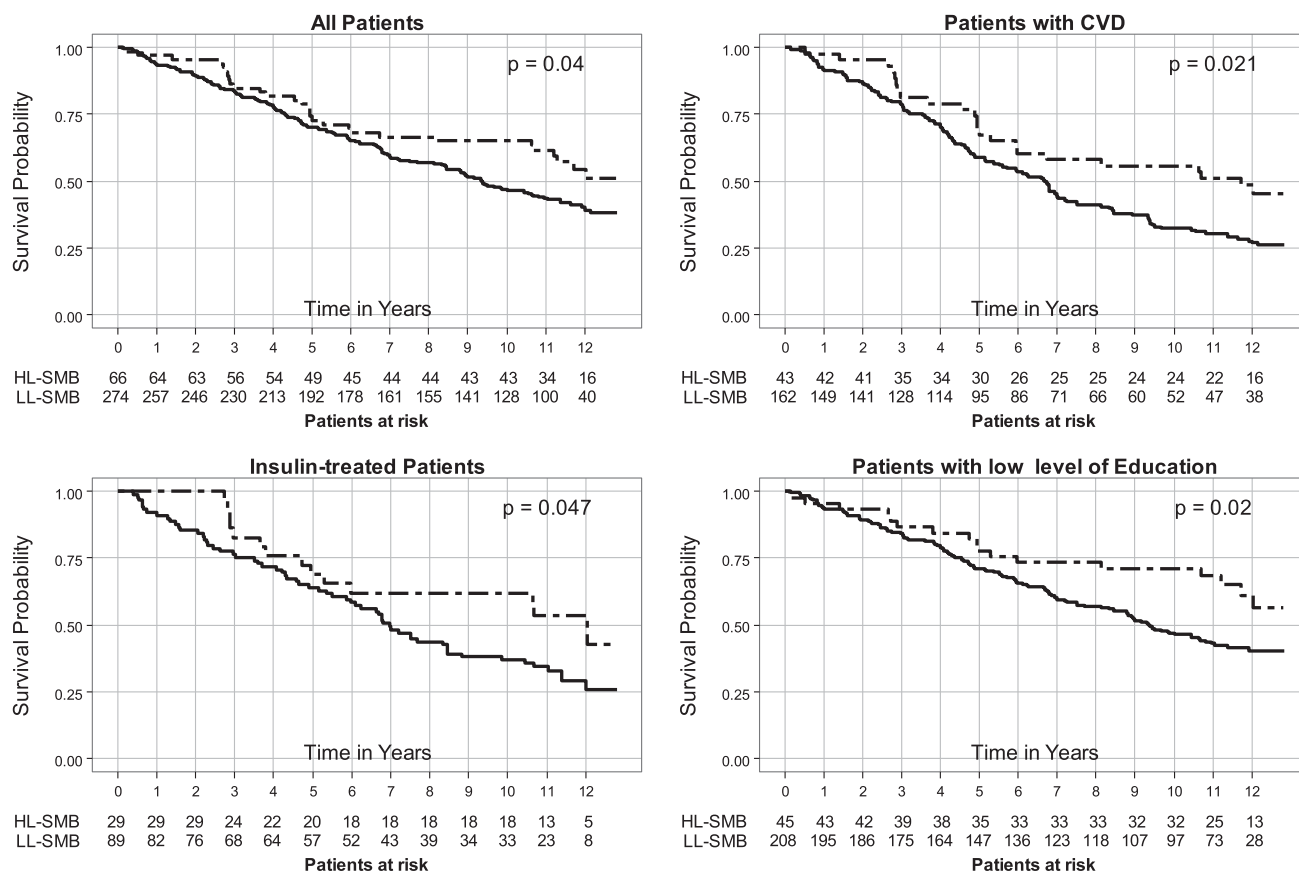 All Patients
Survival Probability
1.00
0.75
0.50
0.25
0.00
p = 0.04
Time in Years
0 1 2 3 4 5 6 7 8 9 10 11 12
HL-SMB 66 64 63 56 54 49 45 44 44 43 43 34 16
LL-SMB 274 257 246 230 213 192 178 161 155 141 128 100 40
Patients at risk
Patients with CVD
Survival Probability
1.00
0.75
0.50
0.25
0.00
p = 0.021
Time in Years
0 1 2 3 4 5 6 7 8 9 10 11 12
HL-SMB 43 42 41 35 34 30 26 25 25 24 24 22 16
LL-SMB 162 149 141 128 114 95 86 71 66 60 52 47 38
Patients at risk
Insulin-treated Patients
Survival Probability
1.00
0.75
0.50
0.25
0.00
p = 0.047
Time in Years
0 1 2 3 4 5 6 7 8 9 10 11 12
HL-SMB 29 29 29 24 22 20 18 18 18 18 18 13 5
LL-SMB 89 82 76 68 64 57 52 43 39 34 33 23 8
Patients at risk
Patients with low level of Education
Survival Probability
1.00
0.75
0.50
0.25
0.00
p = 0.02
Time in Years
0 1 2 3 4 5 6 7 8 9 10 11 12
HL-SMB 45 43 42 39 38 35 33 33 33 32 32 25 13
LL-SMB 208 195 186 175 164 147 136 123 118 107 97 73 28
Patients at risk